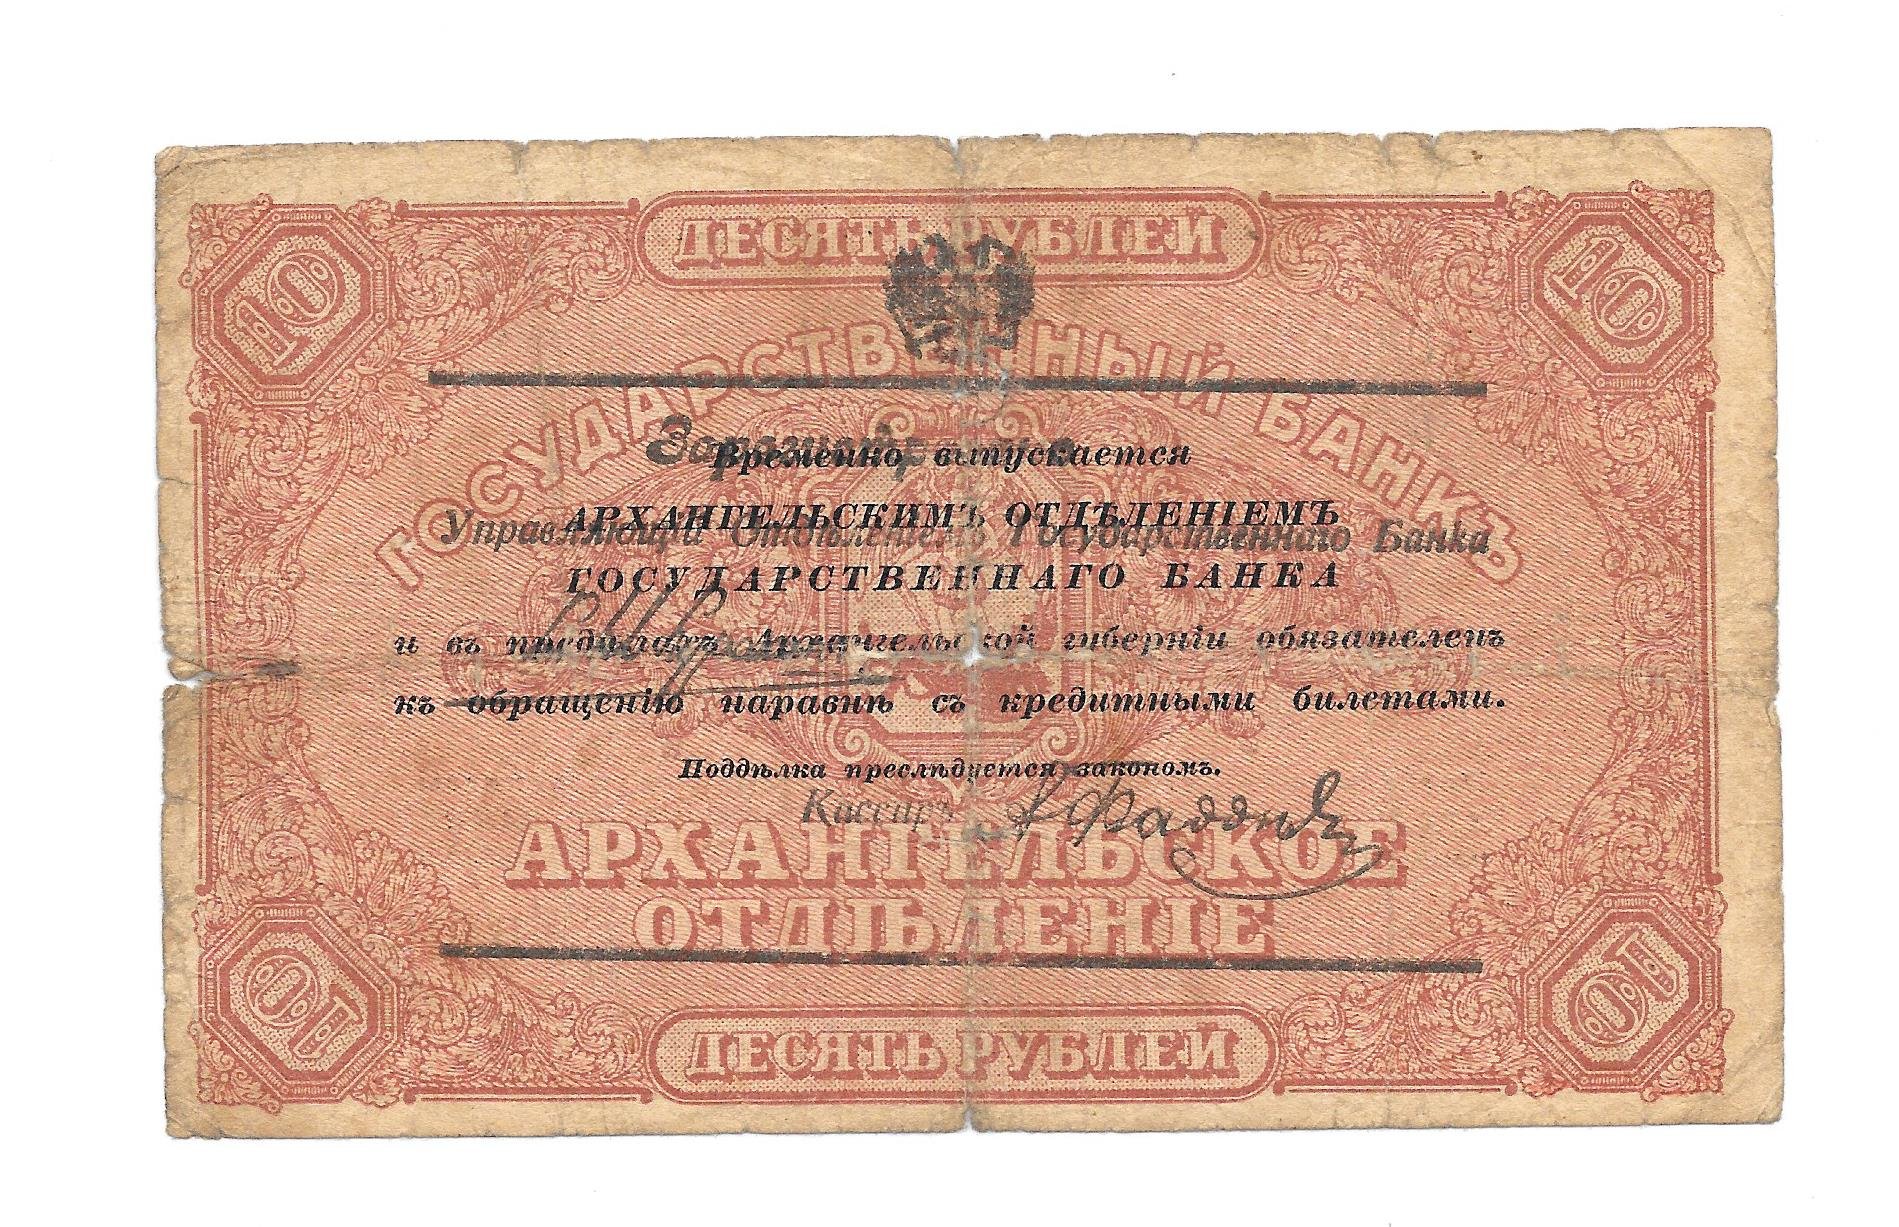 ДЕСЯТЬ РУБЛЕЙ
10 10
ГОСУДАРСТВЕННЫЙ БАНКЪ
Временно выпускается
АРХАНГЕЛЬСКИМЪ ОТДѢЛЕНІЕМЪ
Управляющій Отдѣленіемъ Государственнаго Банка
ГОСУДАРСТВЕННАГО БАНКА
и въ предѣлахъ Архангельской губерніи обязателенъ
къ обращенію наравнѣ съ кредитными билетами.
Поддѣлка преслѣдуется закономъ.
Кассиръ
АРХАНГЕЛЬСКОЕ
ОТДѢЛЕНІЕ
10 10
ДЕСЯТЬ РУБЛЕЙ